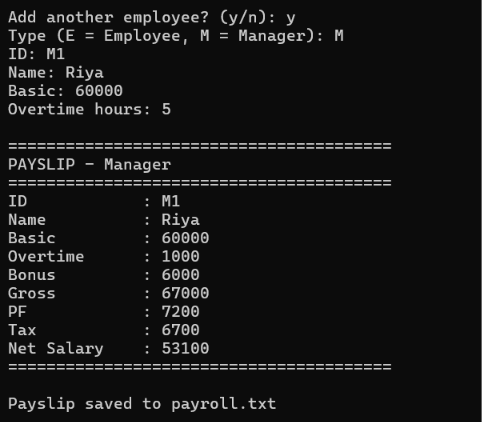 Add another employee? (y/n): y
Type (E = Employee, M = Manager): M
ID: M1
Name: Riya
Basic: 60000
Overtime hours: 5
========================================
PAYSLIP - Manager
========================================
ID            : M1
Name          : Riya
Basic         : 60000
Overtime      : 1000
Bonus         : 6000
Gross         : 67000
PF            : 7200
Tax           : 6700
Net Salary    : 53100
========================================
Payslip saved to payroll.txt